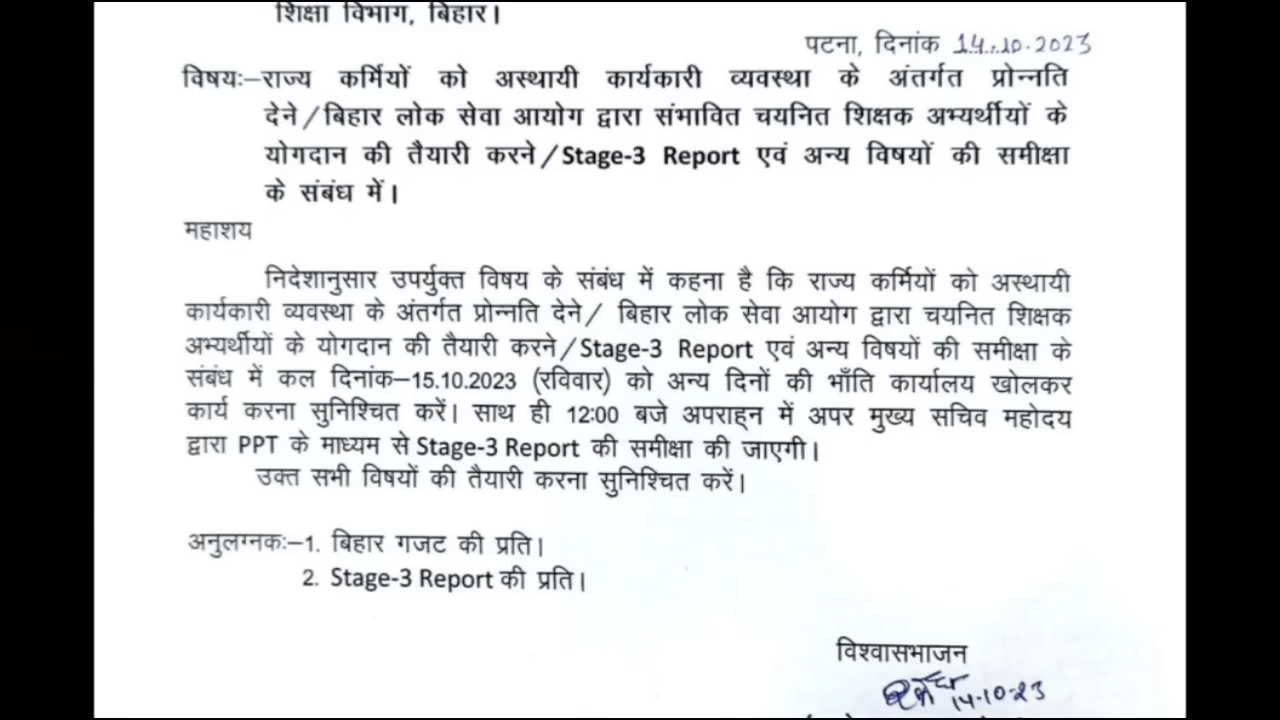 शिक्षा विभाग, बिहार।
पटना, दिनांक 14.10.2023
विषयः–राज्य कर्मियों को अस्थायी कार्यकारी व्यवस्था के अंतर्गत प्रोन्नति
देने/बिहार लोक सेवा आयोग द्वारा संभावित चयनित शिक्षक अभ्यर्थीयों के
योगदान की तैयारी करने/Stage-3 Report एवं अन्य विषयों की समीक्षा
के संबंध में।
महाशय
निदेशानुसार उपर्युक्त विषय के संबंध में कहना है कि राज्य कर्मियों को अस्थायी
कार्यकारी व्यवस्था के अंतर्गत प्रोन्नति देने/ बिहार लोक सेवा आयोग द्वारा चयनित शिक्षक
अभ्यर्थीयों के योगदान की तैयारी करने/Stage-3 Report एवं अन्य विषयों की समीक्षा के
संबंध में कल दिनांक–15.10.2023 (रविवार) को अन्य दिनों की भाँति कार्यालय खोलकर
कार्य करना सुनिश्चित करें। साथ ही 12:00 बजे अपराह्न में अपर मुख्य सचिव महोदय
द्वारा PPT के माध्यम से Stage-3 Report की समीक्षा की जाएगी।
उक्त सभी विषयों की तैयारी करना सुनिश्चित करें।
अनुलग्नकः–1. बिहार गजट की प्रति।
2. Stage-3 Report की प्रति।
विश्वासभाजन
14-10-23